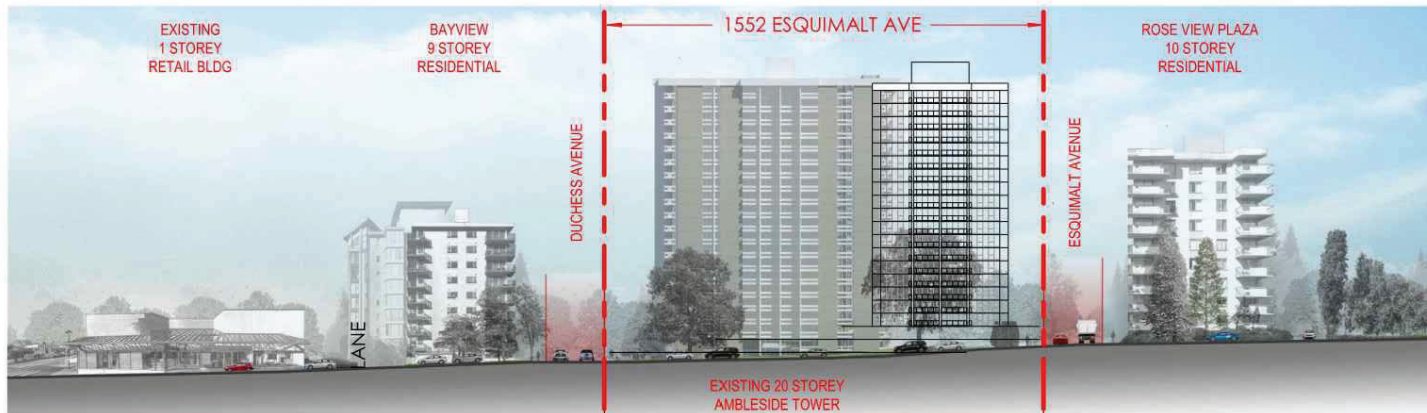 EXISTING
1 STOREY
RETAIL BLDG
BAYVIEW
9 STOREY
RESIDENTIAL
1552 ESQUIMALT AVE
ROSE VIEW PLAZA
10 STOREY
RESIDENTIAL
DUCHESS AVENUE
ESQUIMALT AVENUE
LANE
EXISTING 20 STOREY
AMBLESIDE TOWER